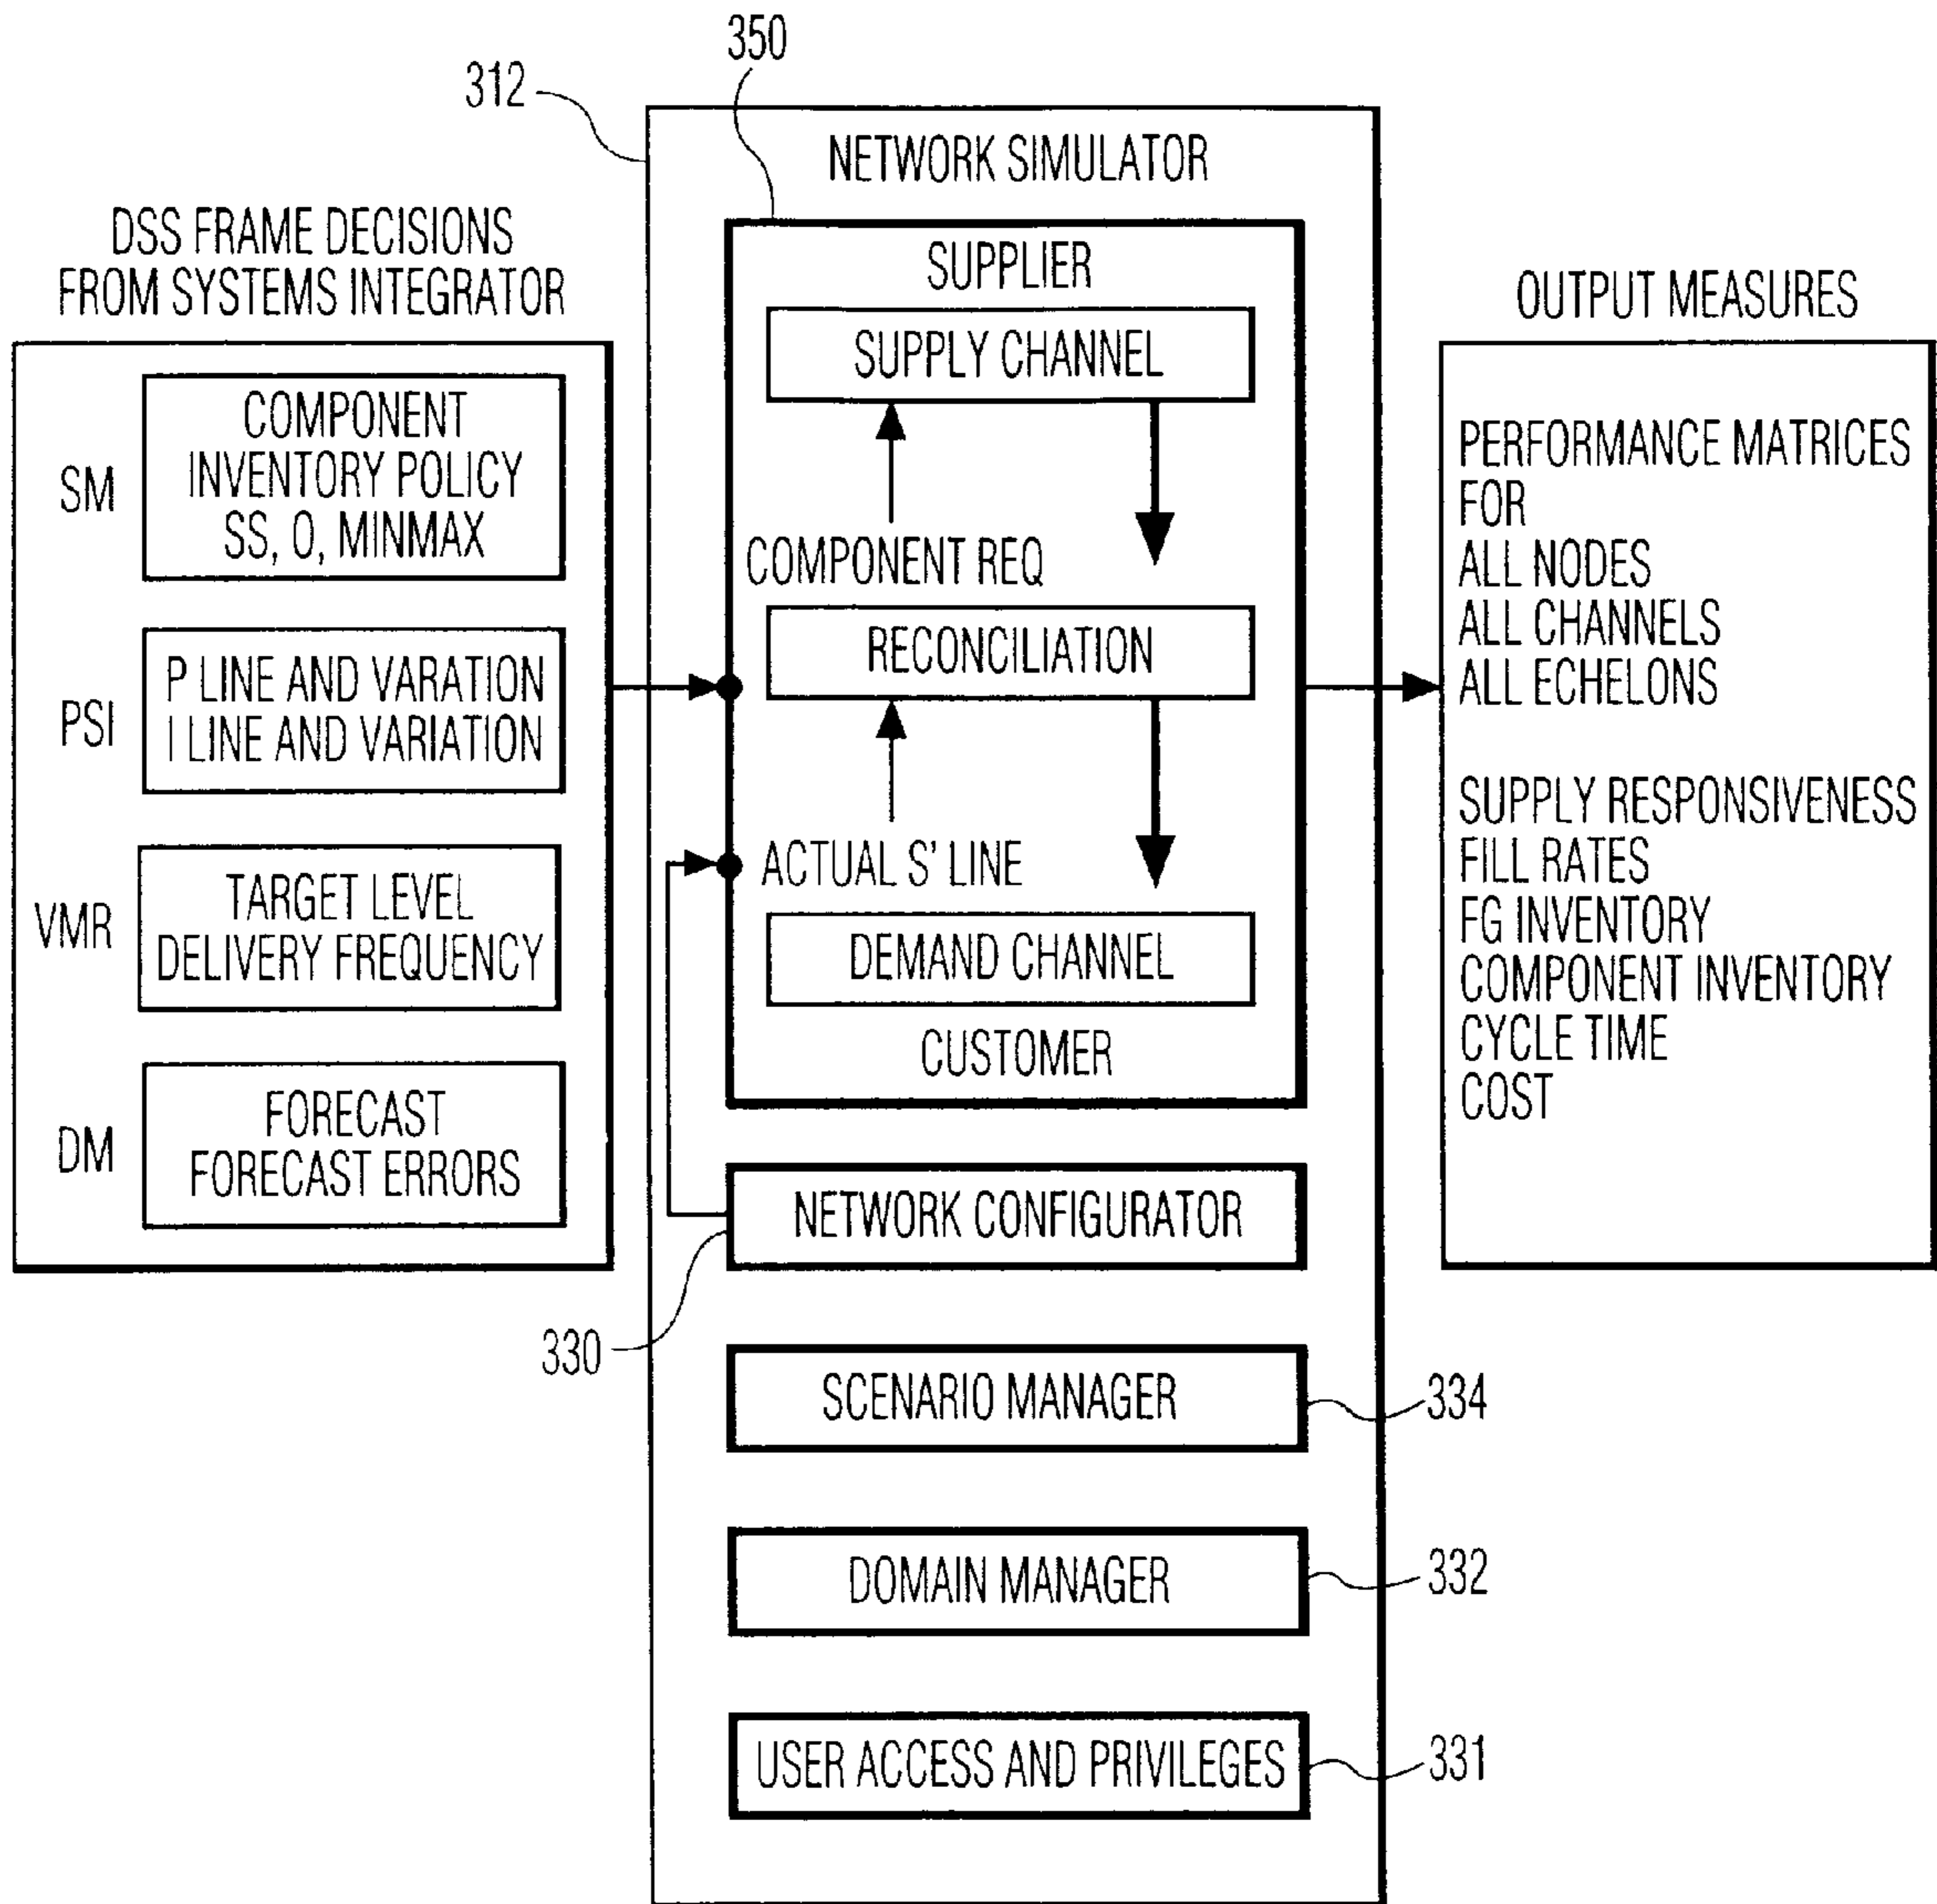 350
312
NETWORK SIMULATOR
DSS FRAME DECISIONS
FROM SYSTEMS INTEGRATOR
SM
COMPONENT
INVENTORY POLICY
SS, O, MINMAX
PSI
P LINE AND VARATION
I LINE AND VARIATION
VMR
TARGET LEVEL
DELIVERY FREQUENCY
DM
FORECAST
FORECAST ERRORS
SUPPLIER
SUPPLY CHANNEL
COMPONENT REQ
RECONCILIATION
ACTUAL S' LINE
DEMAND CHANNEL
CUSTOMER
NETWORK CONFIGURATOR
330
SCENARIO MANAGER
334
DOMAIN MANAGER
332
USER ACCESS AND PRIVILEGES
331
OUTPUT MEASURES
PERFORMANCE MATRICES
FOR
ALL NODES
ALL CHANNELS
ALL ECHELONS
SUPPLY RESPONSIVENESS
FILL RATES
FG INVENTORY
COMPONENT INVENTORY
CYCLE TIME
COST